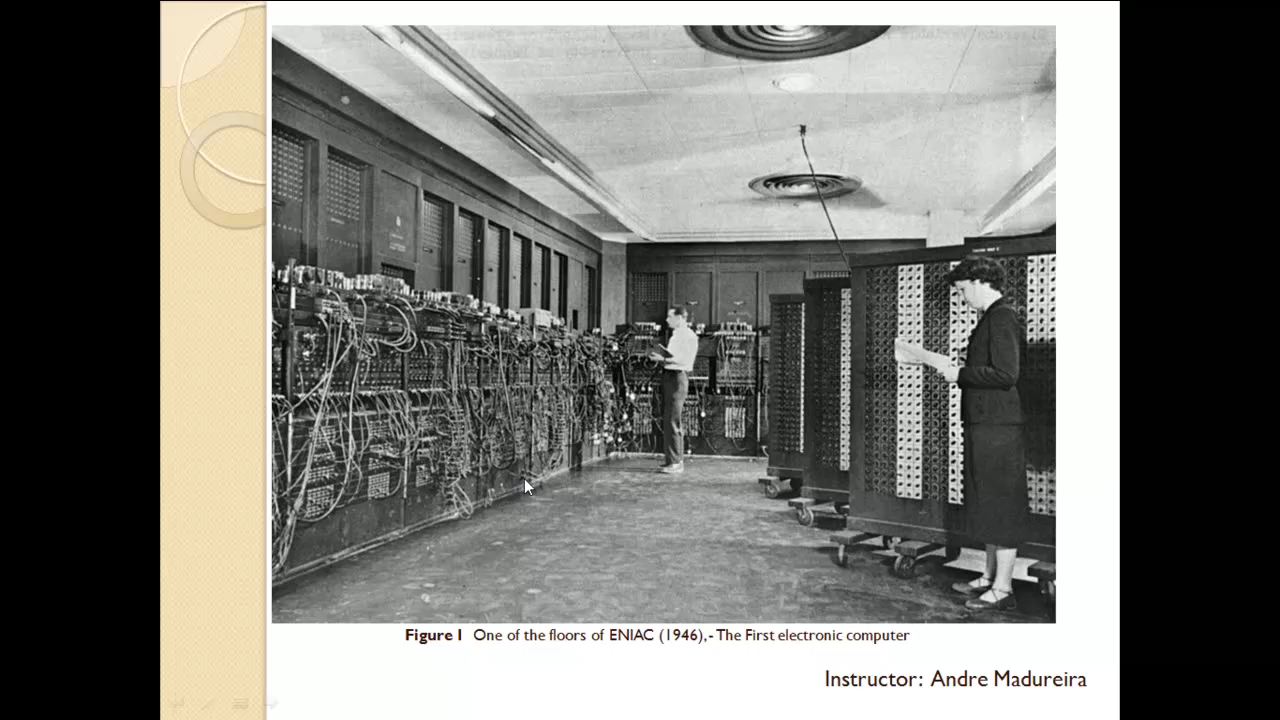 Figure 1 One of the floors of ENIAC (1946),- The First electronic computer
Instructor: Andre Madureira